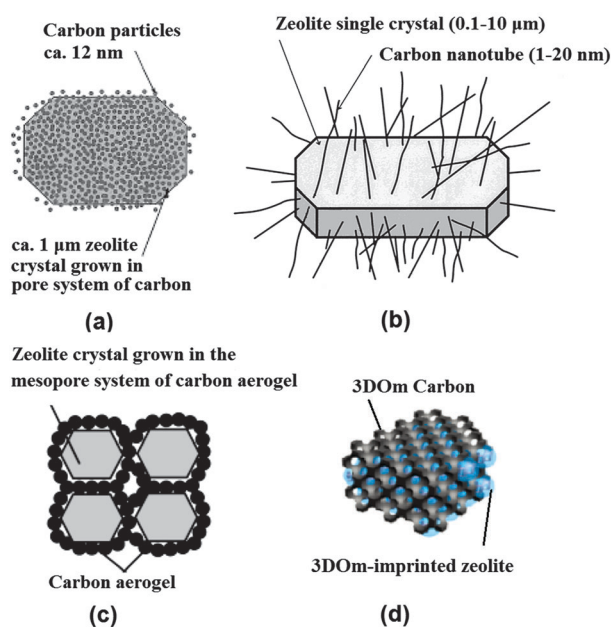 Carbon particles
ca. 12 nm
ca. 1 μm zeolite
crystal grown in
pore system of carbon
(a)
Zeolite single crystal (0.1-10 μm)
Carbon nanotube (1-20 nm)
(b)
Zeolite crystal grown in the
mesopore system of carbon aerogel
Carbon aerogel
(c)
3DOm Carbon
3DOm-imprinted zeolite
(d)